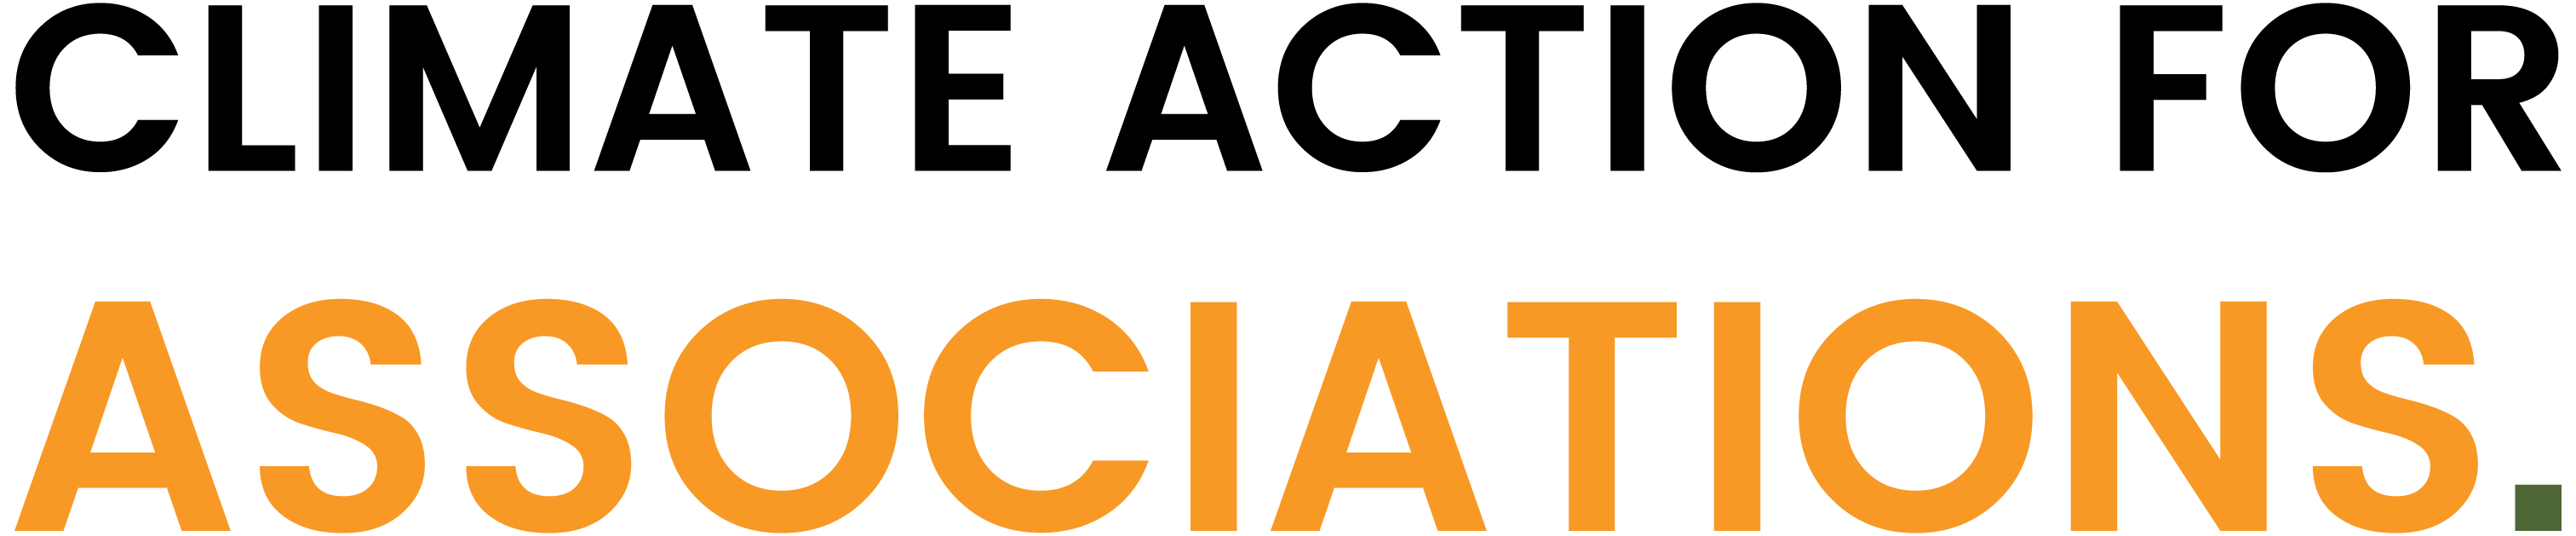 CLIMATE ACTION FOR
ASSOCIATIONS.